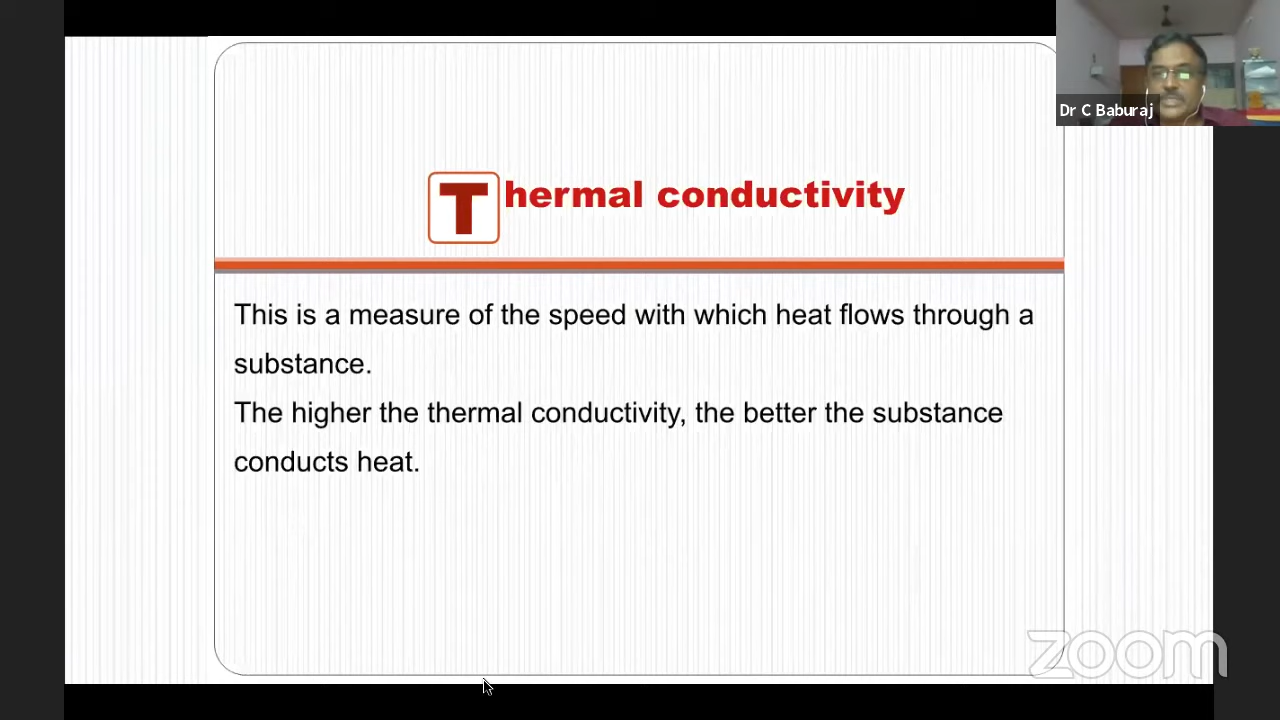 Thermal conductivity
This is a measure of the speed with which heat flows through a
substance.
The higher the thermal conductivity, the better the substance
conducts heat.
Dr C Baburaj
zoom